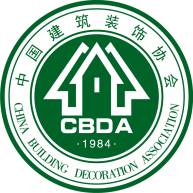 中国建筑装饰协会
CBDA
·1984·
CHINA BUILDING DECORATION ASSOCIATION